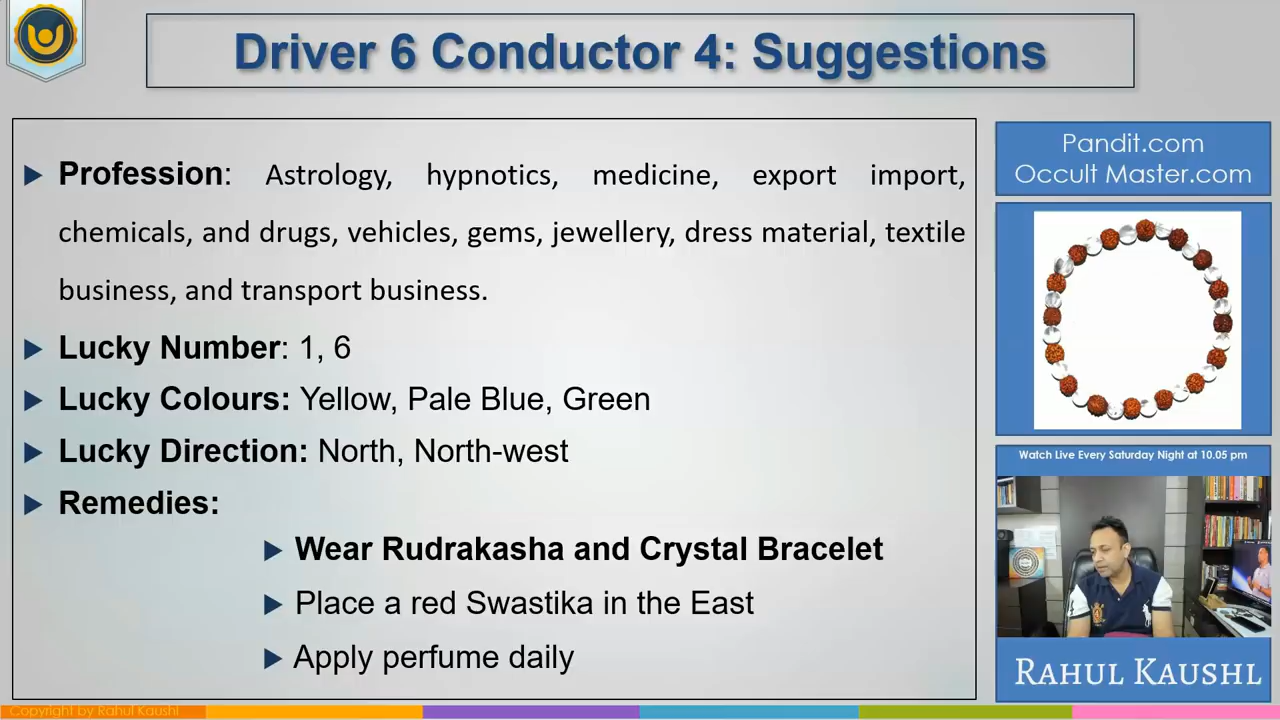 Driver 6 Conductor 4: Suggestions
Profession: Astrology, hypnotics, medicine, export import,
chemicals, and drugs, vehicles, gems, jewellery, dress material, textile
business, and transport business.
Lucky Number: 1, 6
Lucky Colours: Yellow, Pale Blue, Green
Lucky Direction: North, North-west
Remedies:
Wear Rudrakasha and Crystal Bracelet
Place a red Swastika in the East
Apply perfume daily
Pandit.com
Occult Master.com
Watch Live Every Saturday Night at 10.05 pm
RAHUL KAUSHL
Copyright by Rahul Kaushl